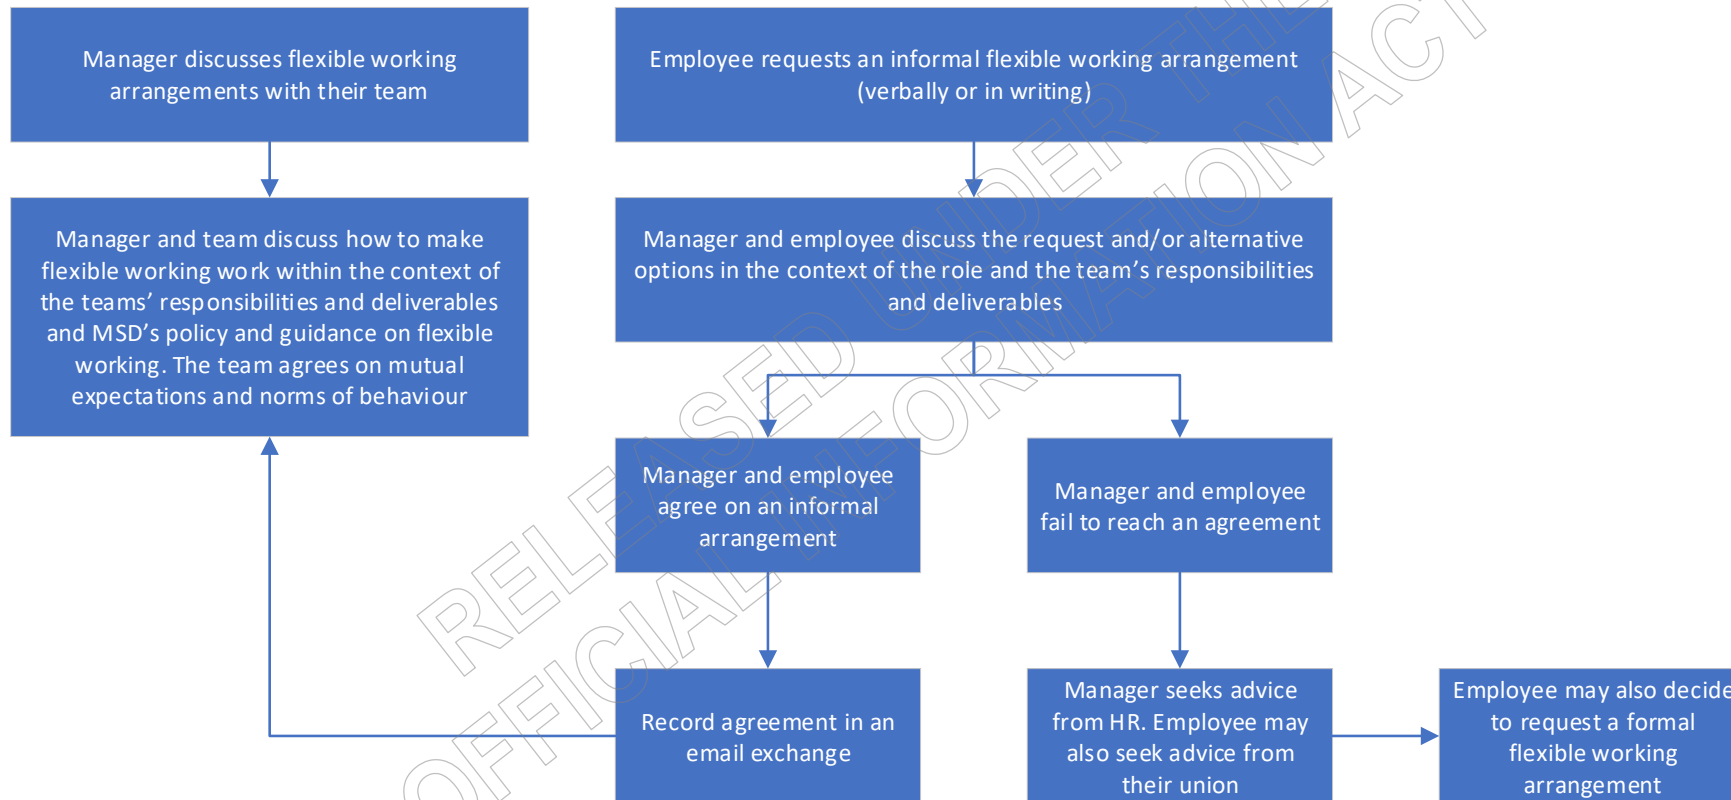 Manager discusses flexible working
arrangements with their team
Employee requests an informal flexible working arrangement
(verbally or in writing)
Manager and team discuss how to make
flexible working work within the context of
the teams’ responsibilities and deliverables
and MSD’s policy and guidance on flexible
working. The team agrees on mutual
expectations and norms of behaviour
Manager and employee discuss the request and/or alternative
options in the context of the role and the team’s responsibilities
and deliverables
Manager and employee
agree on an informal
arrangement
Manager and employee
fail to reach an agreement
Record agreement in an
email exchange
Manager seeks advice
from HR. Employee may
also seek advice from
their union
Employee may also decide
to request a formal
flexible working
arrangement
RELEASED UNDER THE
OFFICIAL INFORMATION ACT